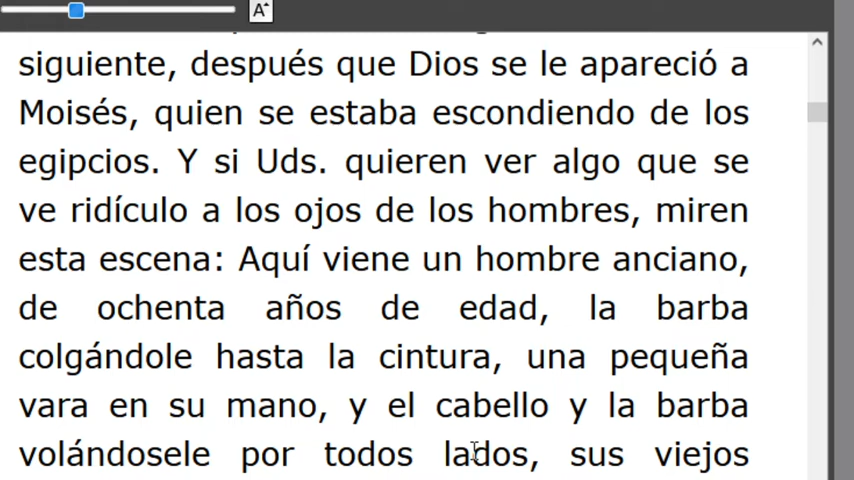 A
siguiente, después que Dios se le apareció a
Moisés, quien se estaba escondiendo de los
egipcios. Y si Uds. quieren ver algo que se
ve ridículo a los ojos de los hombres, miren
esta escena: Aquí viene un hombre anciano,
de ochenta años de edad, la barba
colgándole hasta la cintura, una pequeña
vara en su mano, y el cabello y la barba
volándosele por todos lados, sus viejos